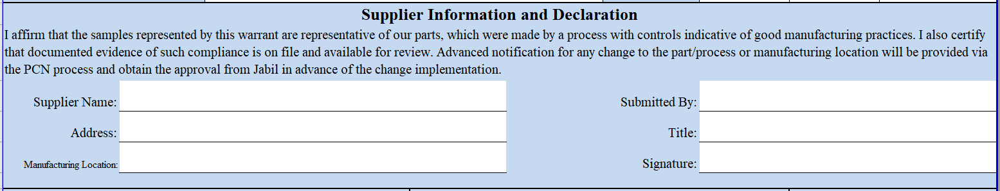 Supplier Information and Declaration
I affirm that the samples represented by this warrant are representative of our parts, which were made by a process with controls indicative of good manufacturing practices. I also certify
that documented evidence of such compliance is on file and available for review. Advanced notification for any change to the part/process or manufacturing location will be provided via
the PCN process and obtain the approval from Jabil in advance of the change implementation.
Supplier Name: Submitted By:
Address: Title:
Manufacturing Location: Signature: